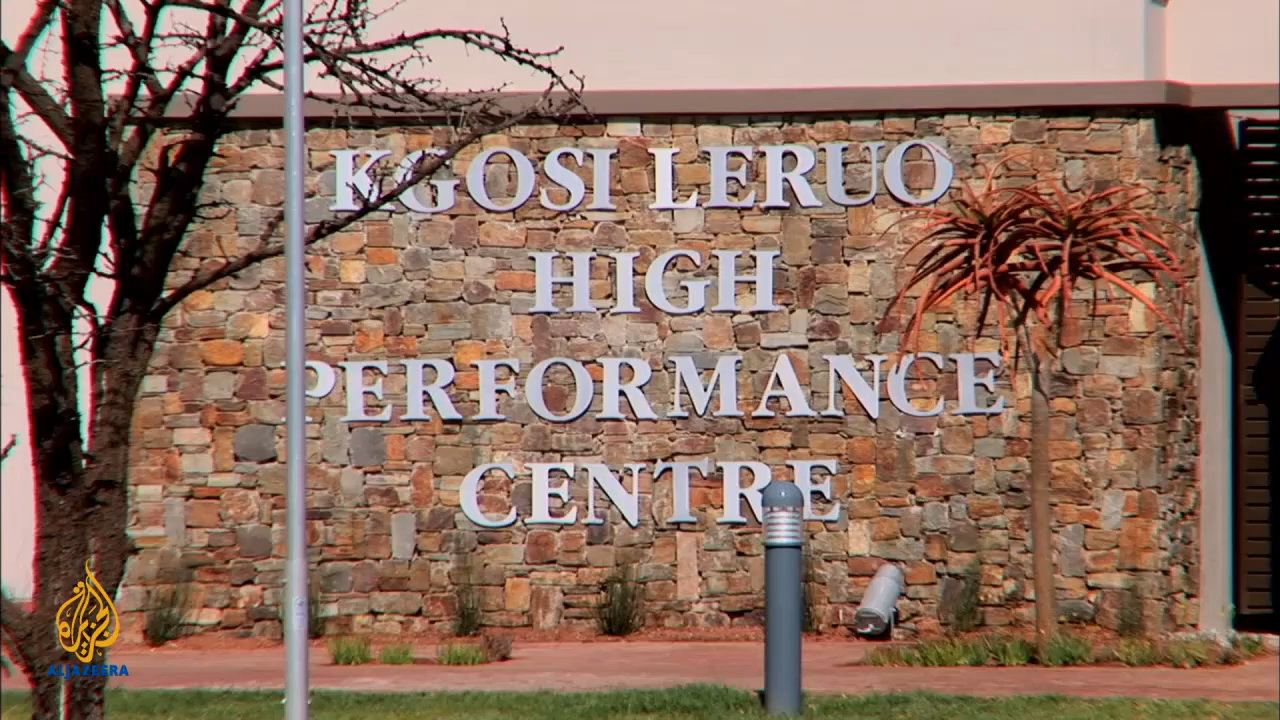 KGOSI LERUO
HIGH
PERFORMANCE
CENTRE
ALJAZEERA